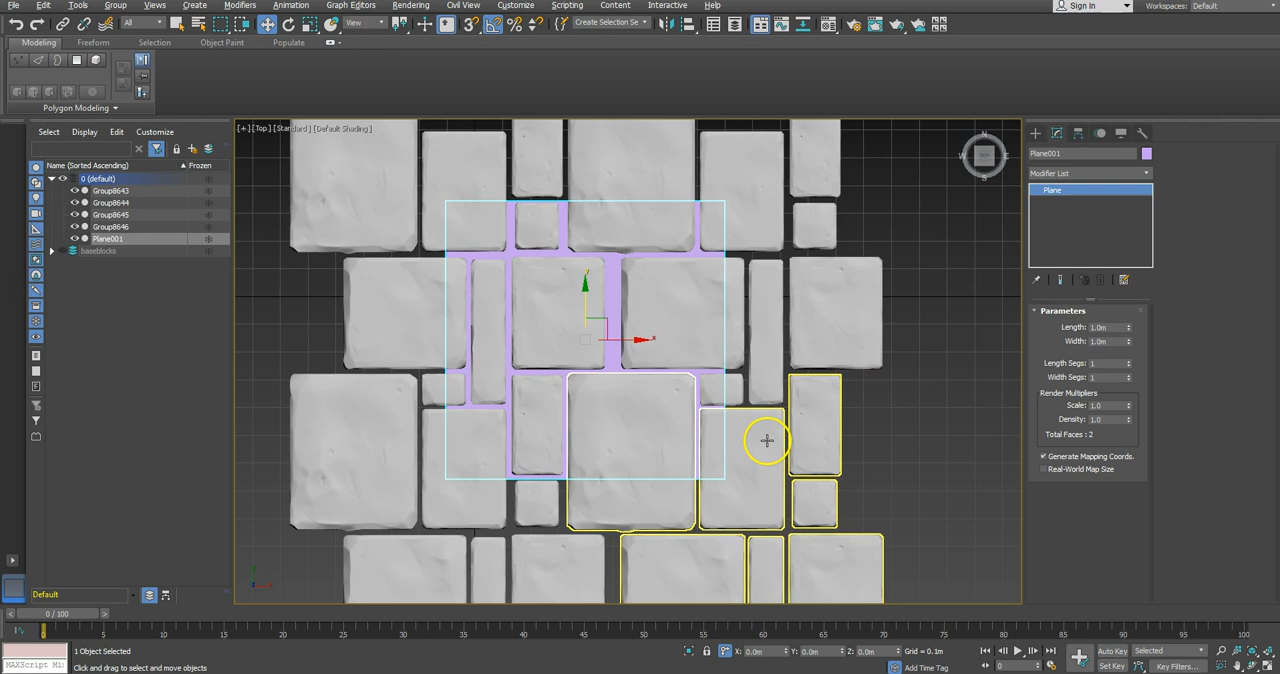 File Edit Tools Group Views Create Modifiers Animation Graph Editors Rendering Civil View Customize Scripting Content Interactive Help Sign In Workspaces: Default
All View 3 Create Selection Se
Modeling Freeform Selection Object Paint Populate
Polygon Modeling
Select Display Edit Customize
Name (Sorted Ascending) Frozen
0 (default)
Group8643
Group8644
Group8645
Group8646
Plane001
baseblocks
Default
[+] [Top] [Standard] [Default Shading]
N
W E
S
y
x
Plane001
Modifier List
Plane
Parameters
Length: 1.0m
Width: 1.0m
Length Segs: 1
Width Segs: 1
Render Multipliers
Scale: 1.0
Density: 1.0
Total Faces : 2
Generate Mapping Coords.
Real-World Map Size
< 0 / 100 >
0 5 10 15 20 25 30 35 40 45 50 55 60 65 70 75 80 85 90 95 100
MAXScript Mi
1 Object Selected
Click and drag to select and move objects
X: 0.0m Y: 0.0m Z: 0.0m Grid = 0.1m
Add Time Tag
0
Auto Key Selected
Set Key Key Filters...